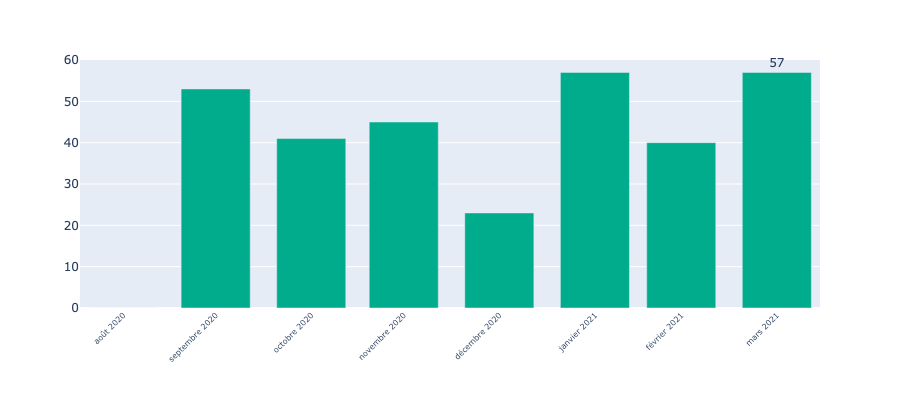 60
57
50
40
30
20
10
0
août 2020
septembre 2020
octobre 2020
novembre 2020
décembre 2020
janvier 2021
février 2021
mars 2021